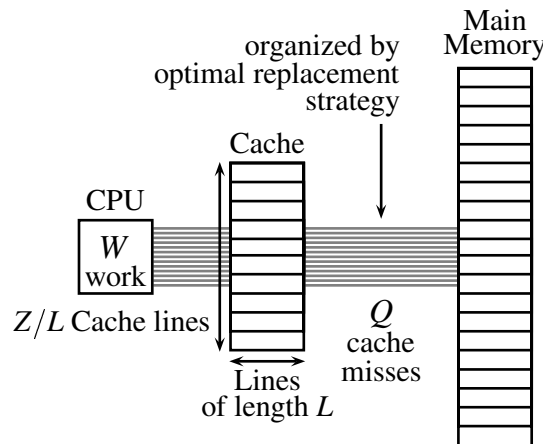 organized by
optimal replacement
strategy
Main
Memory
Cache
CPU
W
work
Z/L Cache lines
Q
cache
misses
Lines
of length L